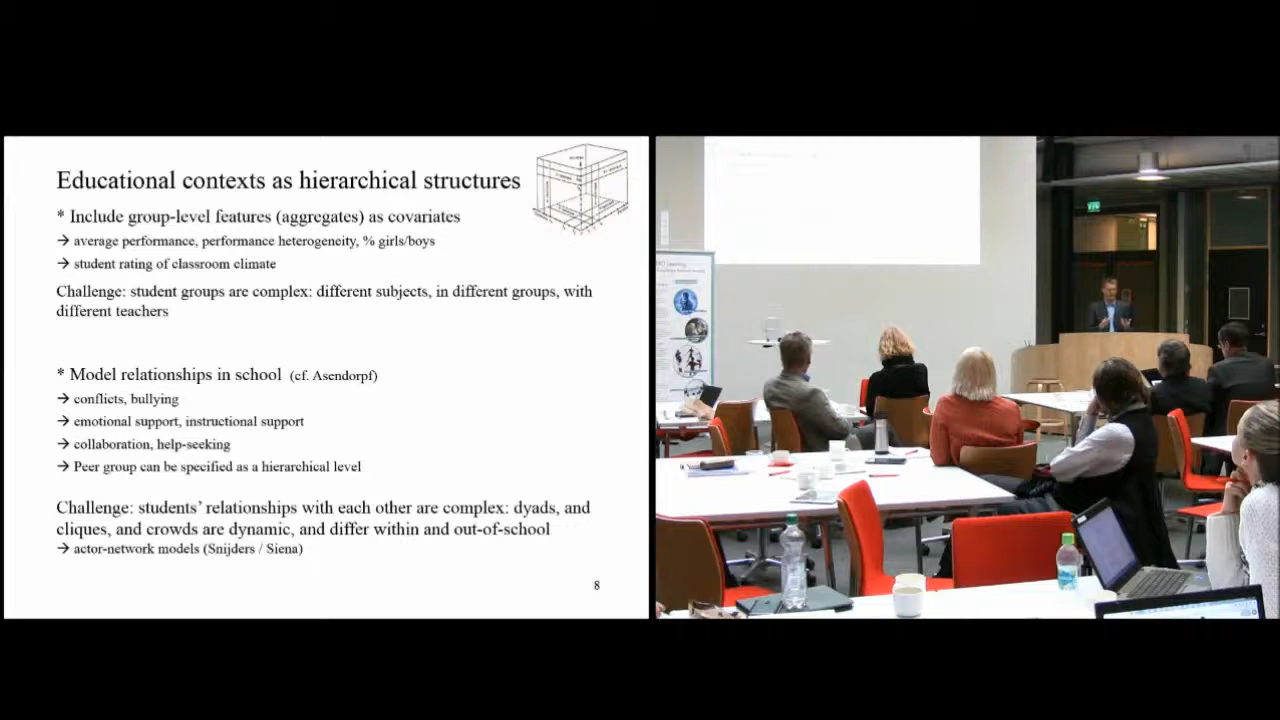 Educational contexts as hierarchical structures
* Include group-level features (aggregates) as covariates
→ average performance, performance heterogeneity, % girls/boys
→ student rating of classroom climate
Challenge: student groups are complex: different subjects, in different groups, with
different teachers
* Model relationships in school (cf. Asendorpf)
→ conflicts, bullying
→ emotional support, instructional support
→ collaboration, help-seeking
→ Peer group can be specified as a hierarchical level
Challenge: students’ relationships with each other are complex: dyads, and
cliques, and crowds are dynamic, and differ within and out-of-school
→ actor-network models (Snijders / Siena)
8